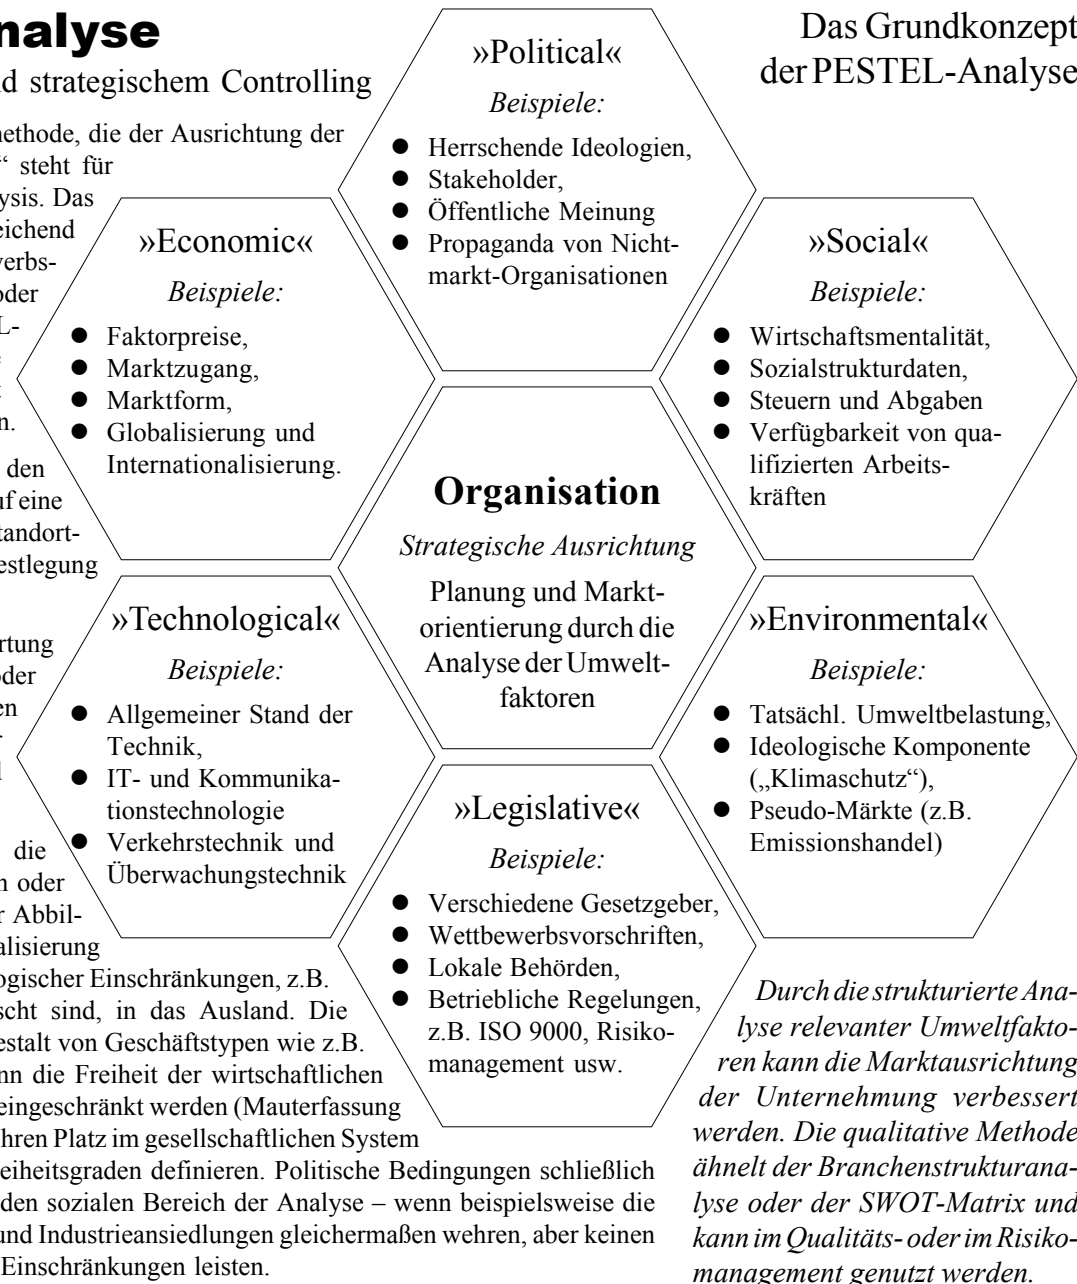 nalyse
d strategischem Controlling
ethode, die der Ausrichtung der
“ steht für
ysis. Das
eichend
verbs-
oder
L-
n.
den
uf eine
tandort-
estlegung
rtung
oder
en
die
n oder
r Abbil-
alisierung
ogischer Einschränkungen, z.B.
scht sind, in das Ausland. Die
estalt von Geschäftstypen wie z.B.
nn die Freiheit der wirtschaftlichen
eingeschränkt werden (Mauterfassung
hren Platz im gesellschaftlichen System
eiheitsgraden definieren. Politische Bedingungen schließlich
den sozialen Bereich der Analyse – wenn beispielsweise die
und Industrieansiedlungen gleichermaßen wehren, aber keinen
Einschränkungen leisten.
Das Grundkonzept
der PESTEL-Analyse
»Political«
Beispiele:
● Herrschende Ideologien,
● Stakeholder,
● Öffentliche Meinung
● Propaganda von Nicht-
markt-Organisationen
»Economic«
Beispiele:
● Faktorpreise,
● Marktzugang,
● Marktform,
● Globalisierung und
Internationalisierung.
»Social«
Beispiele:
● Wirtschaftsmentalität,
● Sozialstrukturdaten,
● Steuern und Abgaben
● Verfügbarkeit von qua-
lifizierten Arbeits-
kräften
Organisation
Strategische Ausrichtung
Planung und Markt-
orientierung durch die
Analyse der Umwelt-
faktoren
»Technological«
Beispiele:
● Allgemeiner Stand der
Technik,
● IT- und Kommunika-
tionstechnologie
● Verkehrstechnik und
Überwachungstechnik
»Environmental«
Beispiele:
● Tatsächl. Umweltbelastung,
● Ideologische Komponente
(„Klimaschutz“),
● Pseudo-Märkte (z.B.
Emissionshandel)
»Legislative«
Beispiele:
● Verschiedene Gesetzgeber,
● Wettbewerbsvorschriften,
● Lokale Behörden,
● Betriebliche Regelungen,
z.B. ISO 9000, Risiko-
management usw.
Durch die strukturierte Ana-
lyse relevanter Umweltfakto-
ren kann die Marktausrichtung
der Unternehmung verbessert
werden. Die qualitative Methode
ähnelt der Branchenstrukturana-
lyse oder der SWOT-Matrix und
kann im Qualitäts- oder im Risiko-
management genutzt werden.